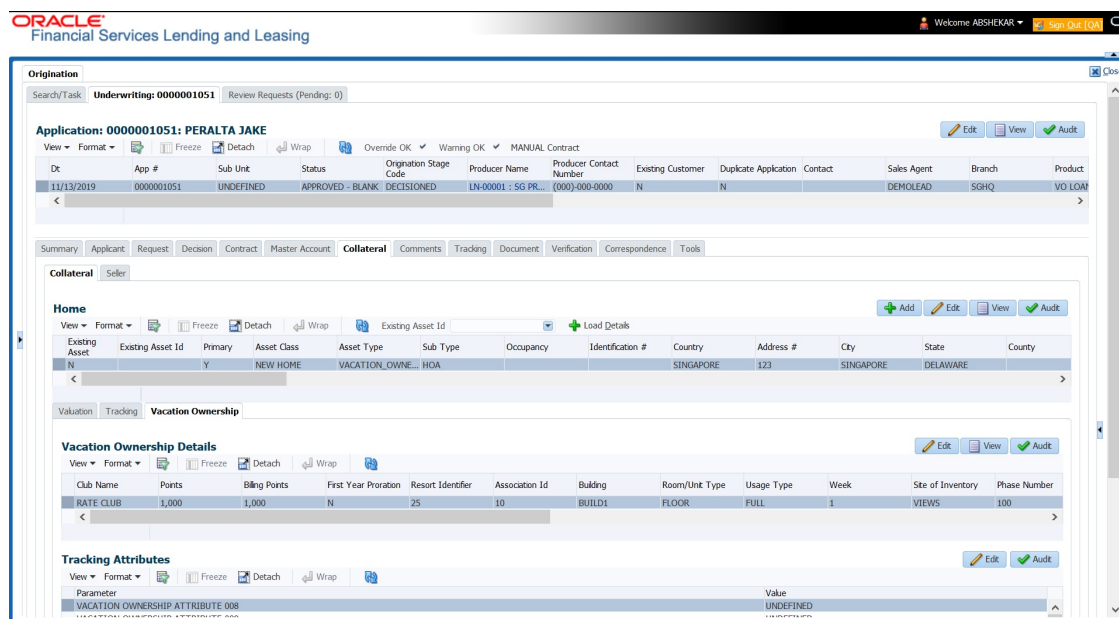 ORACLE
Financial Services Lending and Leasing
Welcome ABSHEKAR
Sign Out [QA]
Close
Origination
Search/Task Underwriting: 0000001051 Review Requests (Pending: 0)
Application: 0000001051: PERALTA JAKE
Edit View Audit
View Format Freeze Detach Wrap Override OK Warning OK MANUAL Contract
Dt App # Sub Unit Status Origination Stage Code Producer Name Producer Contact Number Existing Customer Duplicate Application Contact Sales Agent Branch Product
11/13/2019 0000001051 UNDEFINED APPROVED - BLANK DECISIONED LN-00001 : SG PR... (000)-000-0000 N N DEMOLEAD SGHQ VO LOAN
Summary Applicant Request Decision Contract Master Account Collateral Comments Tracking Document Verification Correspondence Tools
Collateral Seller
Home
Add Edit View Audit
View Format Freeze Detach Wrap Existing Asset Id Load Details
Existing Asset Existing Asset Id Primary Asset Class Asset Type Sub Type Occupancy Identification # Country Address # City State County
N Y NEW HOME VACATION_OWNE... HOA SINGAPORE 123 SINGAPORE DELAWARE
Valuation Tracking Vacation Ownership
Vacation Ownership Details
Edit View Audit
View Format Freeze Detach Wrap
Club Name Points Billing Points First Year Proration Resort Identifier Association Id Building Room/Unit Type Usage Type Week Site of Inventory Phase Number
RATE CLUB 1,000 1,000 N 25 10 BUILD1 FLOOR FULL 1 VIEWS 100
Tracking Attributes
Edit Audit
View Format Freeze Detach Wrap
Parameter Value
VACATION OWNERSHIP ATTRIBUTE 008 UNDEFINED